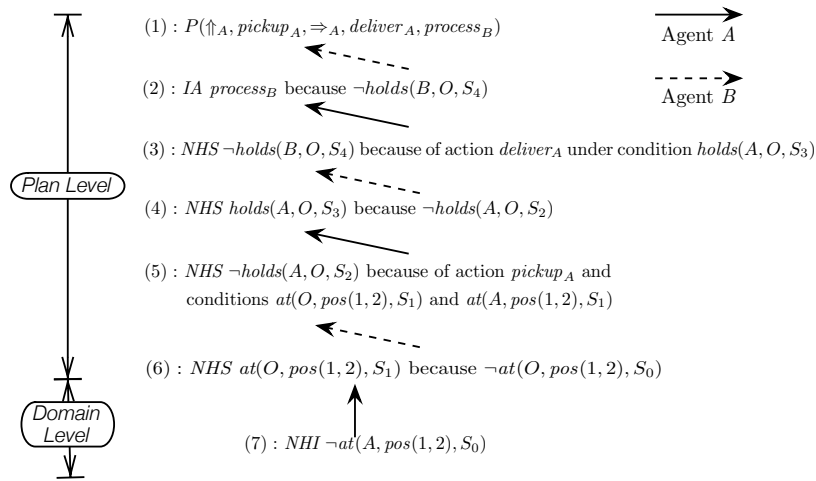 (1) : P(⇑_A, pickup_A, ⇒_A, deliver_A, process_B)
Agent A
(2) : IA process_B because ¬holds(B, O, S_4)
Agent B
(3) : NHS ¬holds(B, O, S_4) because of action deliver_A under condition holds(A, O, S_3)
Plan Level
(4) : NHS holds(A, O, S_3) because ¬holds(A, O, S_2)
(5) : NHS ¬holds(A, O, S_2) because of action pickup_A and
conditions at(O, pos(1, 2), S_1) and at(A, pos(1, 2), S_1)
(6) : NHS at(O, pos(1, 2), S_1) because ¬at(O, pos(1, 2), S_0)
Domain
Level
(7) : NHI ¬at(A, pos(1, 2), S_0)